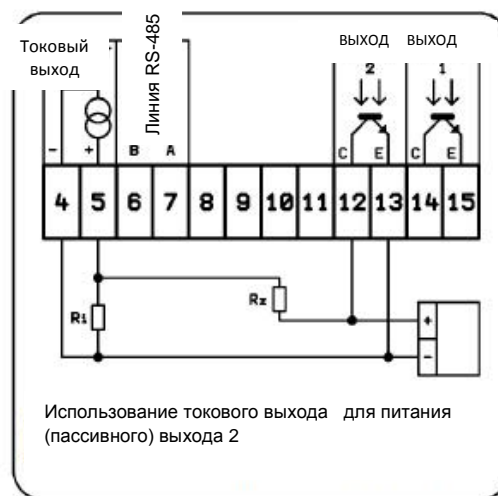 Токовый
выход
Линия RS-485
ВЫХОД ВЫХОД
2 1
- + B A C E C E
4 5 6 7 8 9 10 11 12 13 14 15
Rz
Ri
+
-
Использование токового выхода для питания
(пассивного) выхода 2